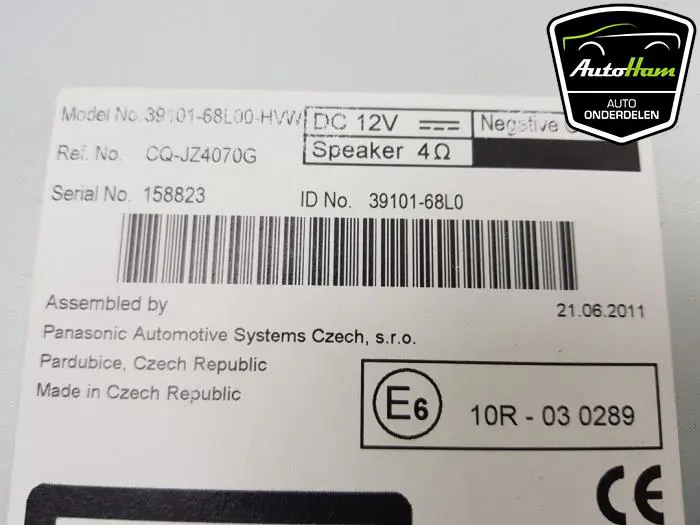 AutoHam
AUTO
ONDERDELEN
Model No. 39101-68L00-HVW
DC 12V
Negative
Ref. No. CQ-JZ4070G
Speaker 4Ω
Serial No. 158823
ID No. 39101-68L0
Assembled by
21.06.2011
Panasonic Automotive Systems Czech, s.r.o.
Pardubice, Czech Republic
Made in Czech Republic
E6
10R - 03 0289
CE